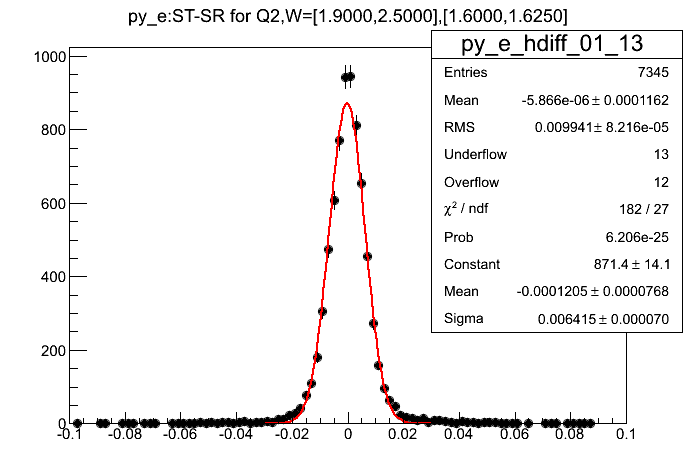 py_e:ST-SR for Q2,W=[1.9000,2.5000],[1.6000,1.6250]
py_e_hdiff_01_13
Entries 7345
Mean -5.866e-06 ± 0.0001162
RMS 0.009941 ± 8.216e-05
Underflow 13
Overflow 12
χ² / ndf 182 / 27
Prob 6.206e-25
Constant 871.4 ± 14.1
Mean -0.0001205 ± 0.0000768
Sigma 0.006415 ± 0.000070
1000
800
600
400
200
0
-0.1 -0.08 -0.06 -0.04 -0.02 0 0.02 0.04 0.06 0.08 0.1